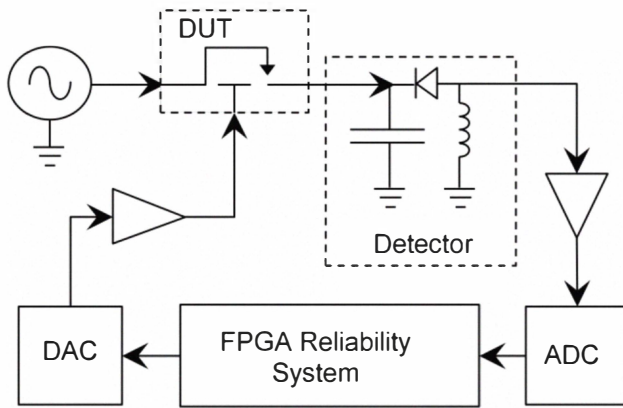 DUT
Detector
DAC
FPGA Reliability
System
ADC